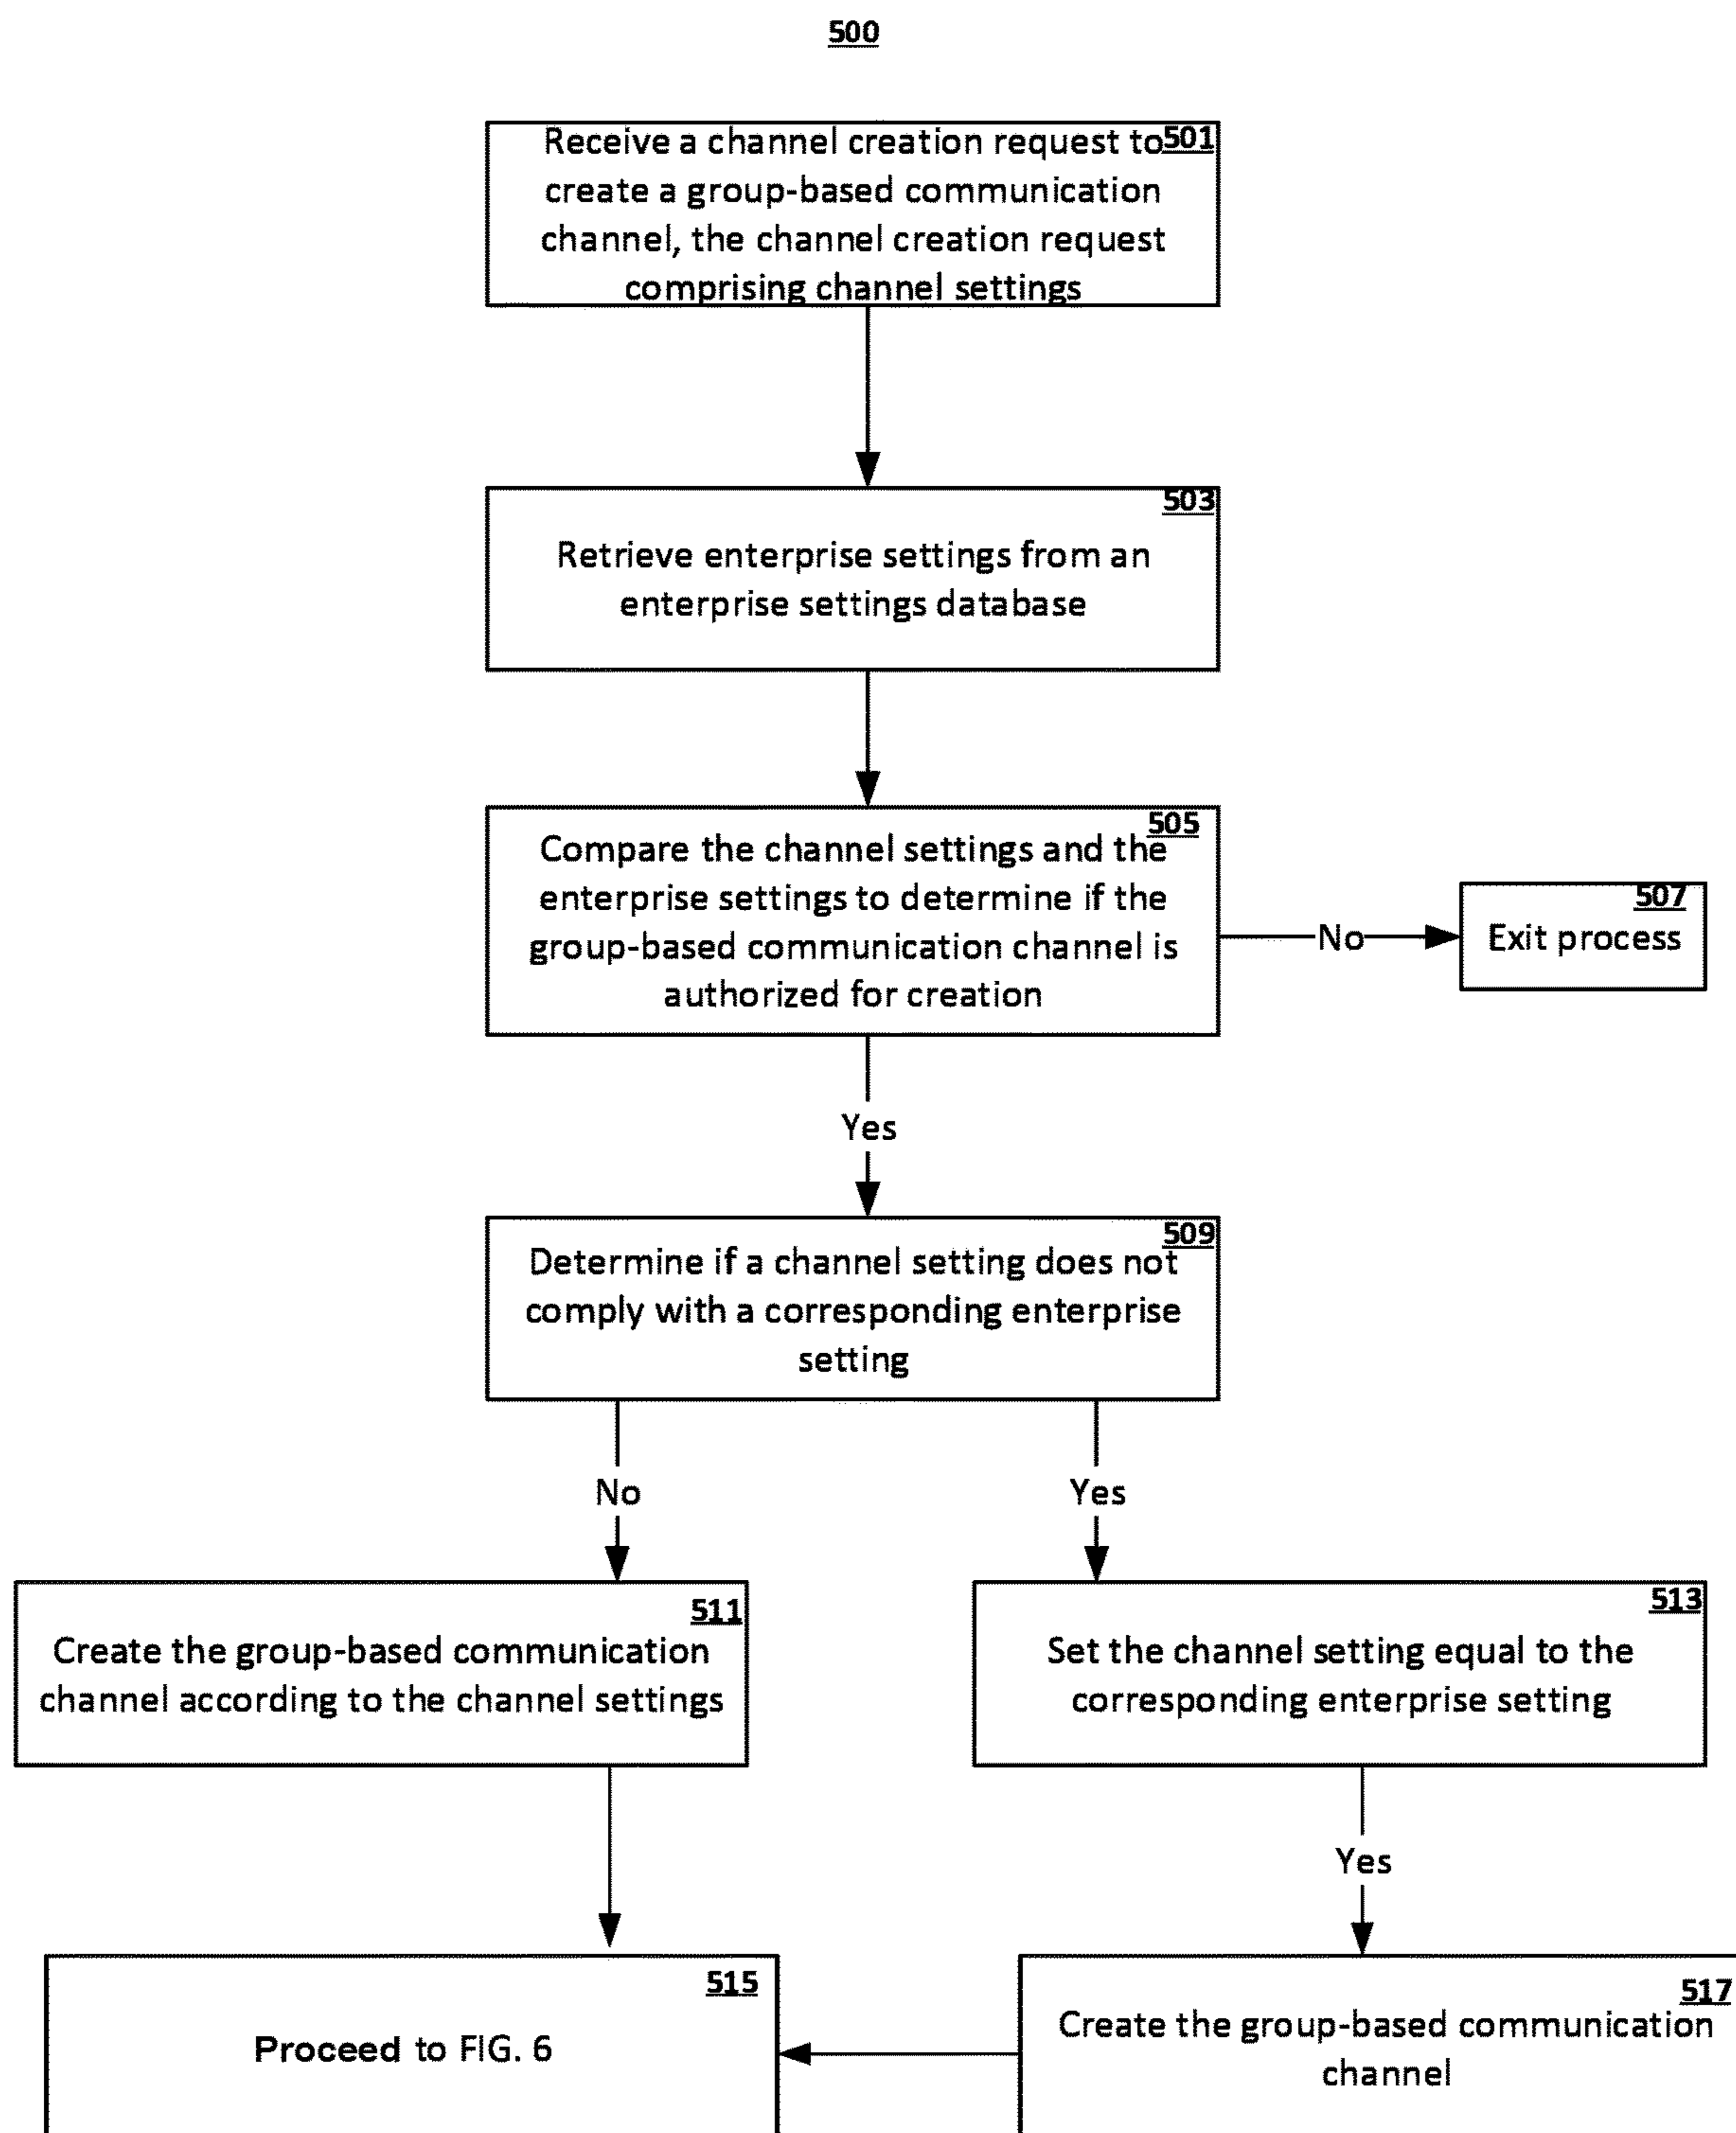 500
501
Receive a channel creation request to
create a group-based communication
channel, the channel creation request
comprising channel settings
503
Retrieve enterprise settings from an
enterprise settings database
505
Compare the channel settings and the
enterprise settings to determine if the
group-based communication channel is
authorized for creation
No
507
Exit process
Yes
509
Determine if a channel setting does not
comply with a corresponding enterprise
setting
No
Yes
511
Create the group-based communication
channel according to the channel settings
513
Set the channel setting equal to the
corresponding enterprise setting
Yes
515
Proceed to FIG. 6
517
Create the group-based communication
channel